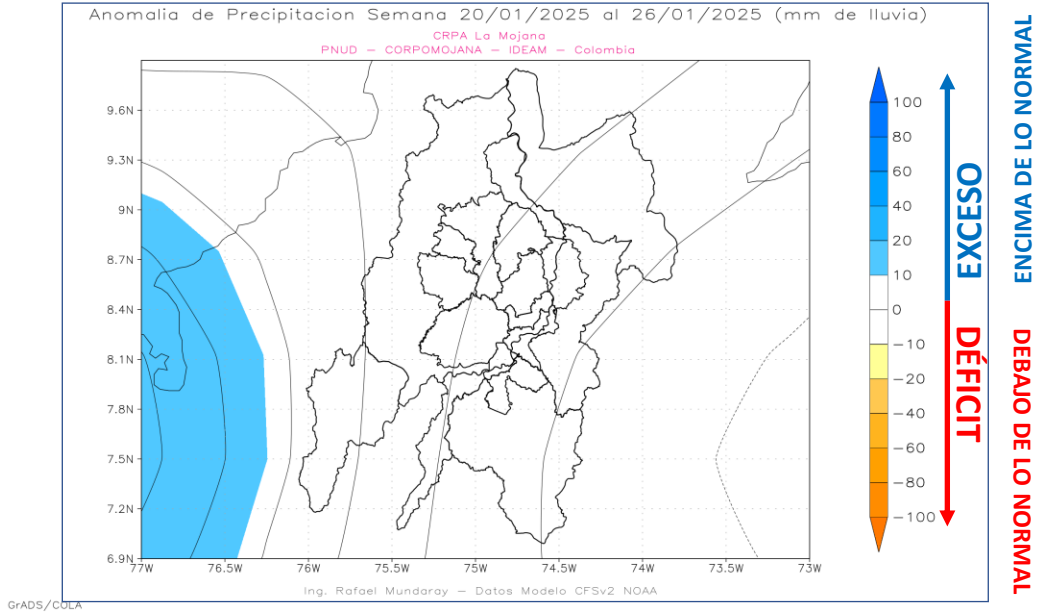 Anomalia de Precipitacion Semana 20/01/2025 al 26/01/2025 (mm de lluvia)
CRPA La Mojana
PNUD – CORPOMOJANA – IDEAM – Colombia
9.6N
9.3N
9N
8.7N
8.4N
8.1N
7.8N
7.5N
7.2N
6.9N
77W 76.5W 76W 75.5W 75W 74.5W 74W 73.5W 73W
Ing. Rafael Mundaray – Datos Modelo CFSv2 NOAA
100
80
60
40
20
10
0
−10
−20
−40
−60
−80
−100
EXCESO
DÉFICIT
ENCIMA DE LO NORMAL
DEBAJO DE LO NORMAL
GrADS/COLA